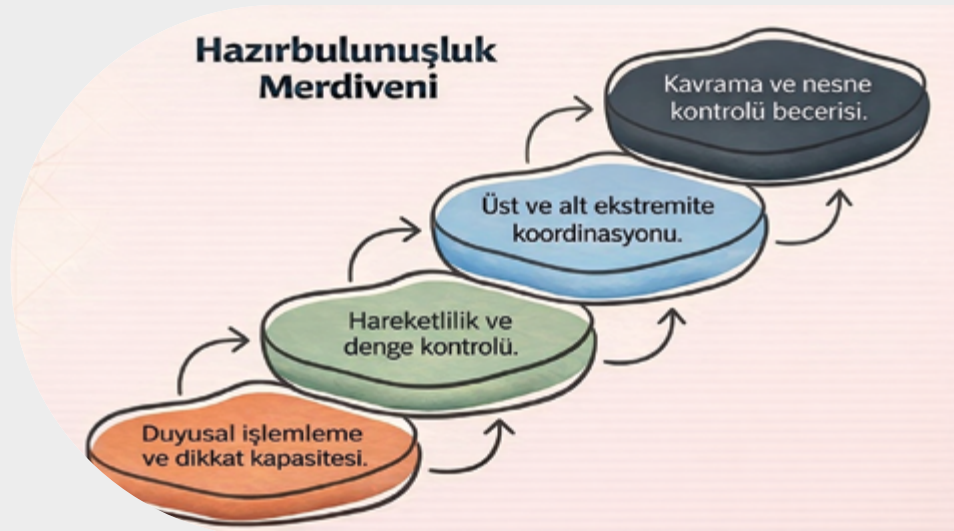 Hazırbulunuşluk
Merdiveni
Kavrama ve nesne
kontrolü becerisi.
Üst ve alt ekstremite
koordinasyonu.
Hareketlilik ve
denge kontrolü.
Duyusal işlemleme
ve dikkat kapasitesi.